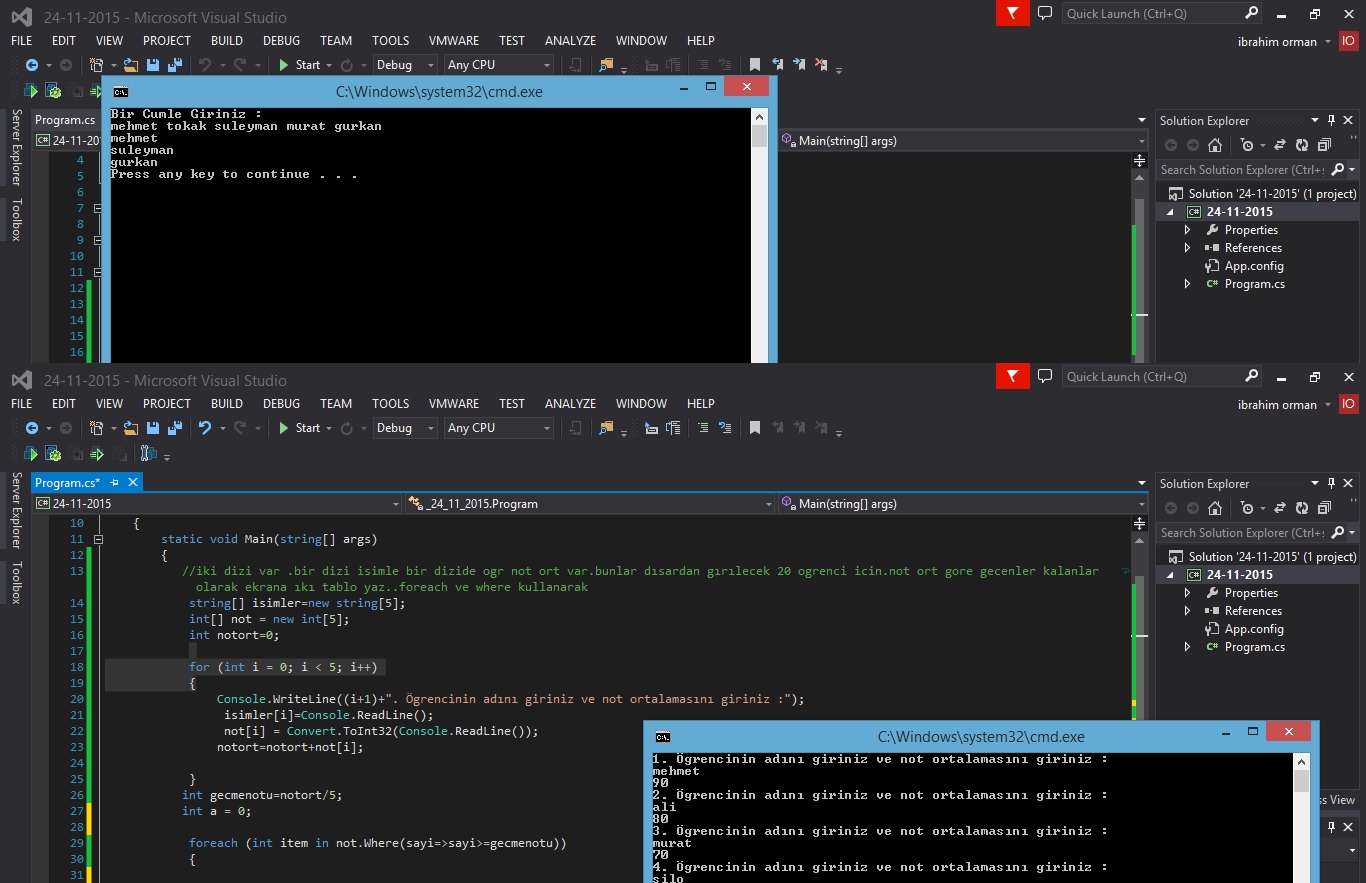 24-11-2015 - Microsoft Visual Studio
Quick Launch (Ctrl+Q)
FILE EDIT VIEW PROJECT BUILD DEBUG TEAM TOOLS VMWARE TEST ANALYZE WINDOW HELP
ibrahim orman IO
Start Debug Any CPU
C:\Windows\system32\cmd.exe
Bir Cumle Giriniz :
mehmet tokak suleyman murat gurkan
mehmet
suleyman
gurkan
Press any key to continue . . .
Server Explorer
Toolbox
Program.cs
C# 24-11-20
Main(string[] args)
4
5
6
7
8
9
10
11
12
13
14
15
16
Solution Explorer
Search Solution Explorer (Ctrl+;
Solution '24-11-2015' (1 project)
C# 24-11-2015
Properties
References
App.config
C# Program.cs
24-11-2015 - Microsoft Visual Studio
Quick Launch (Ctrl+Q)
FILE EDIT VIEW PROJECT BUILD DEBUG TEAM TOOLS VMWARE TEST ANALYZE WINDOW HELP
ibrahim orman IO
Start Debug Any CPU
Server Explorer
Toolbox
Program.cs*
C# 24-11-2015 _24_11_2015.Program Main(string[] args)
10 {
11 static void Main(string[] args)
12 {
13 //iki dizi var .bir dizi isimle bir dizide ogr not ort var.bunlar dısardan gırılecek 20 ogrenci icin.not ort gore gecenler kalanlar
olarak ekrana ıkı tablo yaz..foreach ve where kullanarak
14 string[] isimler=new string[5];
15 int[] not = new int[5];
16 int notort=0;
17
18 for (int i = 0; i < 5; i++)
19 {
20 Console.WriteLine((i+1)+". Ögrencinin adını giriniz ve not ortalamasını giriniz :");
21 isimler[i]=Console.ReadLine();
22 not[i] = Convert.ToInt32(Console.ReadLine());
23 notort=notort+not[i];
24
25 }
26 int gecmenotu=notort/5;
27 int a = 0;
28
29 foreach (int item in not.Where(sayi=>sayi>=gecmenotu))
30 {
31
Solution Explorer
Search Solution Explorer (Ctrl+;
Solution '24-11-2015' (1 project)
C# 24-11-2015
Properties
References
App.config
C# Program.cs
ss View
C:\Windows\system32\cmd.exe
1. Ögrencinin adını giriniz ve not ortalamasını giriniz :
mehmet
90
2. Ögrencinin adını giriniz ve not ortalamasını giriniz :
ali
80
3. Ögrencinin adını giriniz ve not ortalamasını giriniz :
murat
70
4. Ögrencinin adını giriniz ve not ortalamasını giriniz :
silo